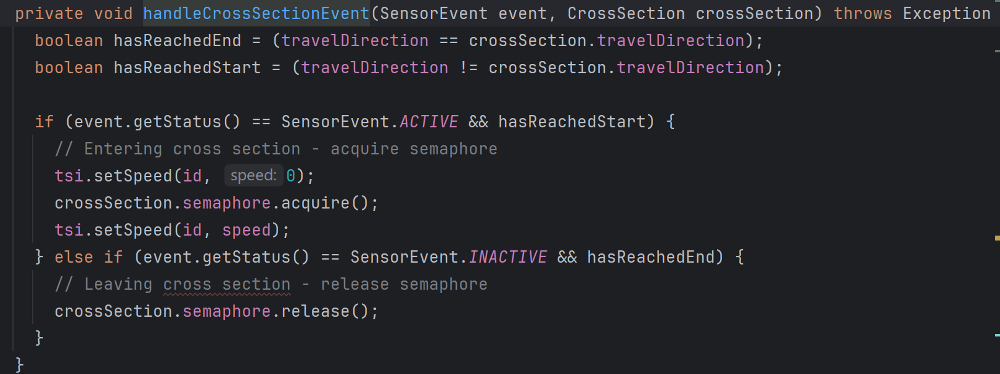 private void handleCrossSectionEvent(SensorEvent event, CrossSection crossSection) throws Exception
boolean hasReachedEnd = (travelDirection == crossSection.travelDirection);
boolean hasReachedStart = (travelDirection != crossSection.travelDirection);
if (event.getStatus() == SensorEvent.ACTIVE && hasReachedStart) {
// Entering cross section - acquire semaphore
tsi.setSpeed(id, speed: 0);
crossSection.semaphore.acquire();
tsi.setSpeed(id, speed);
} else if (event.getStatus() == SensorEvent.INACTIVE && hasReachedEnd) {
// Leaving cross section - release semaphore
crossSection.semaphore.release();
}
}